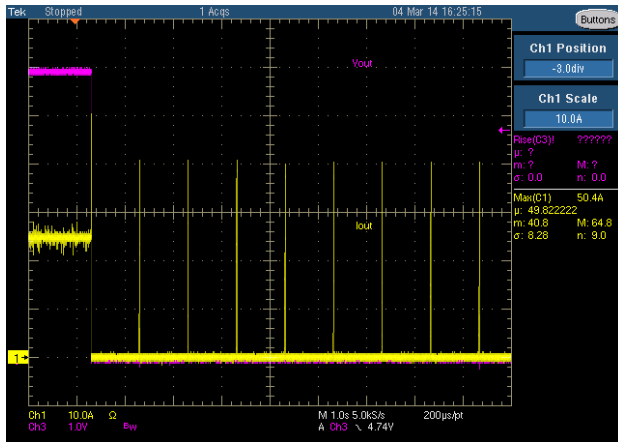 Tek Stopped 1 Acqs 04 Mar 14 16:25:15
Buttons
Vout
Iout
1
Ch1 Position
-3.0div
Ch1 Scale
10.0A
Rise(C3)! ??????
µ: ?
m: ? M: ?
σ: 0.0 n: 0.0
Max(C1) 50.4A
µ: 49.822222
m: 40.8 M: 64.8
σ: 8.28 n: 9.0
Ch1 10.0A Ω M 1.0s 5.0kS/s 200µs/pt
Ch3 1.0V Bw A Ch3 \ 4.74V